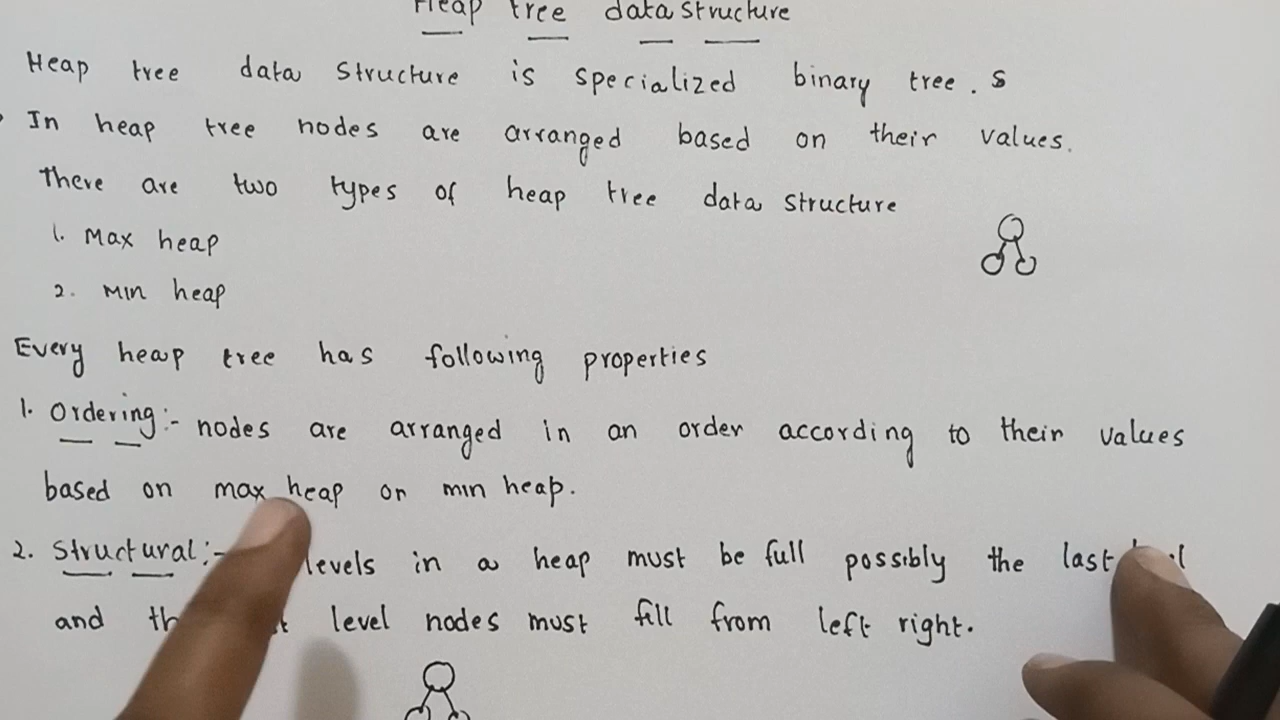 Heap tree data structure
Heap tree data structure is specialized binary tree. s
In heap tree nodes are arranged based on their values.
There are two types of heap tree data structure
1. Max heap
2. Min heap
Every heap tree has following properties
1. Ordering:- nodes are arranged in an order according to their values
based on max heap or min heap.
2. Structural:- levels in a heap must be full possibly the last
and level nodes must fill from left right.